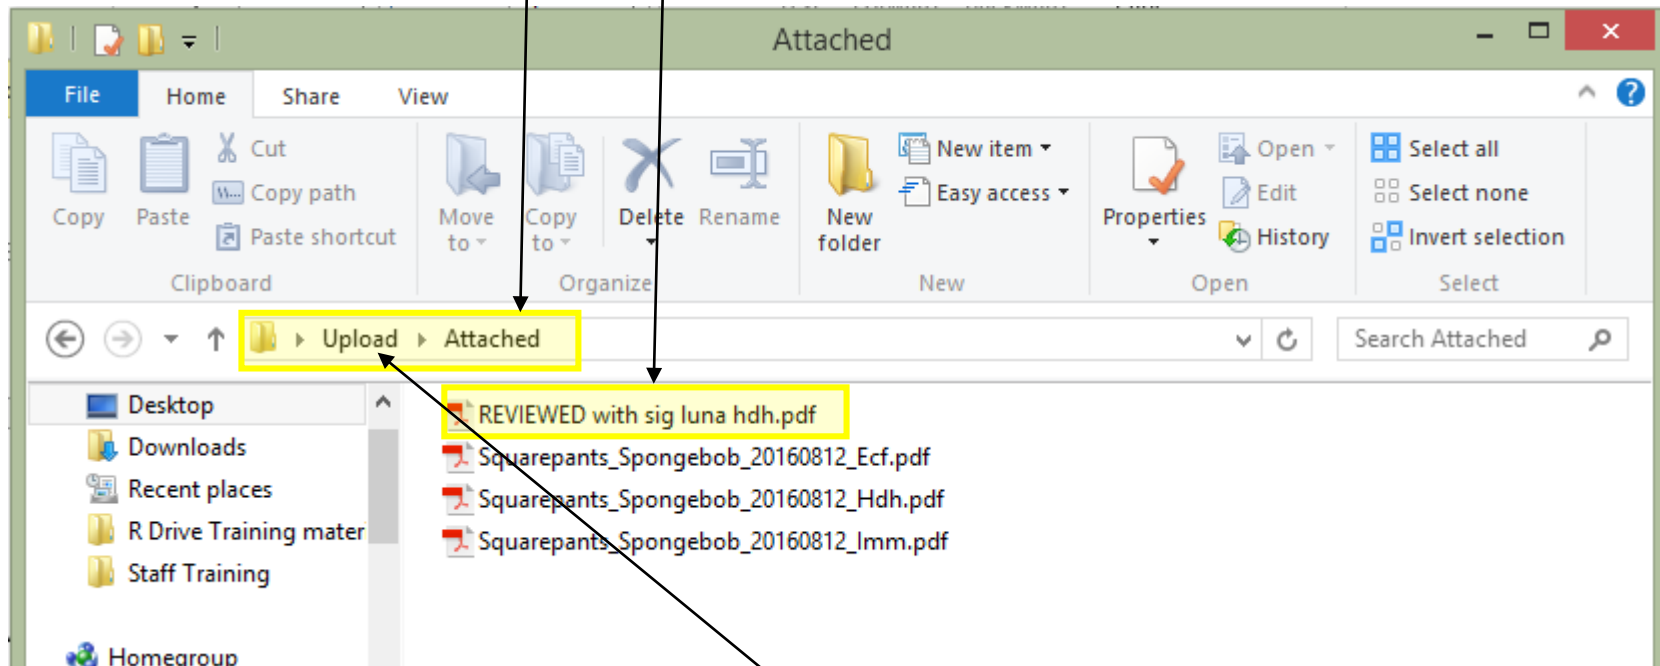 Attached
File Home Share View
Copy
Paste
Cut
Copy path
Paste shortcut
Clipboard
Move to
Copy to
Delete
Rename
Organize
New folder
New item
Easy access
New
Properties
Open
Edit
History
Open
Select all
Select none
Invert selection
Select
Upload Attached
Search Attached
Desktop
Downloads
Recent places
R Drive Training mater
Staff Training
Homegroup
REVIEWED with sig luna hdh.pdf
Squarepants_Spongebob_20160812_Ecf.pdf
Squarepants_Spongebob_20160812_Hdh.pdf
Squarepants_Spongebob_20160812_Imm.pdf